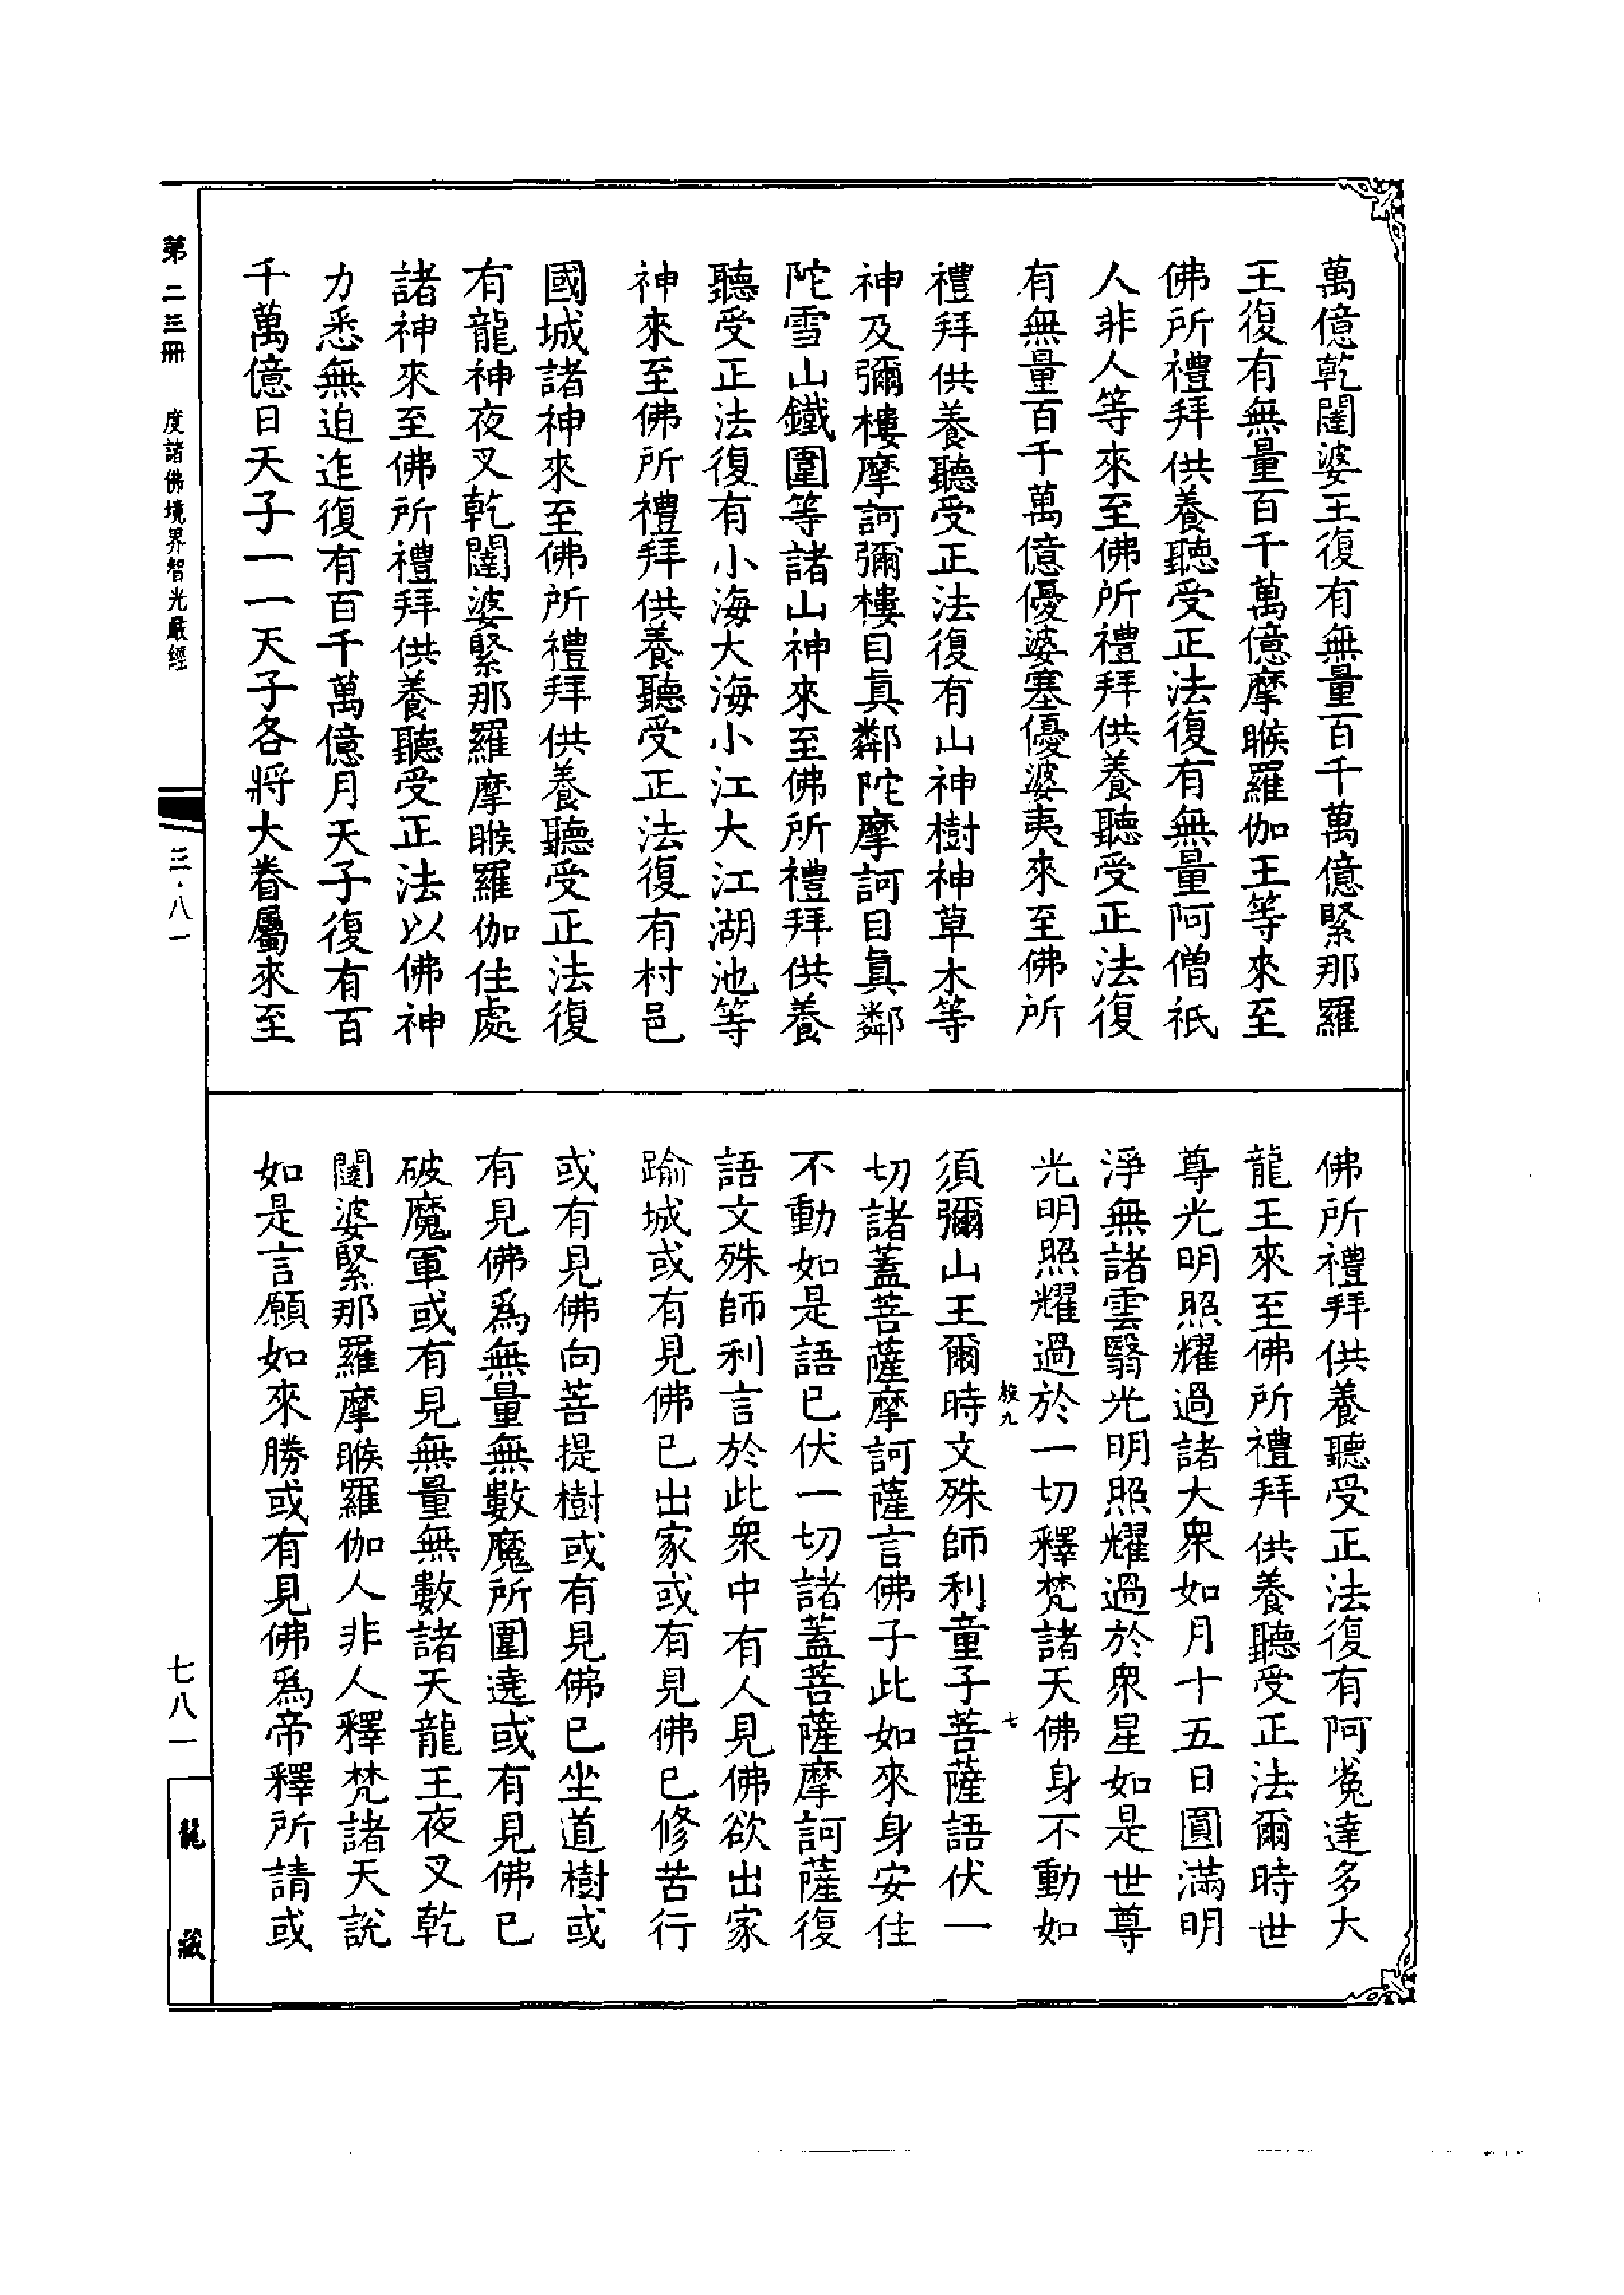 萬億乾闥婆王復有無量百千萬億緊那羅
王復有無量百千萬億摩睺羅伽王等來至
佛所禮拜供養聽受正法復有無量阿僧祇
人非人等來至佛所禮拜供養聽受正法復
有無量百千萬億優婆塞優婆夷來至佛所
禮拜供養聽受正法復有山神樹神草木等
神及彌樓摩訶彌樓目眞鄰陀摩訶目眞鄰
陀雪山鐵圍等諸山神來至佛所禮拜供養
聽受正法復有小海大海小江大江湖池等
神來至佛所禮拜供養聽受正法復有村邑
國城諸神來至佛所禮拜供養聽受正法復
有龍神夜叉乾闥婆緊那羅摩睺羅伽住處
諸神來至佛所禮拜供養聽受正法以佛神
力悉無迫迮復有百千萬億月天子復有百
千萬億日天子一一天子各將大眷屬來至
佛所禮拜供養聽受正法復有阿㝹達多大
龍王來至佛所禮拜供養聽受正法爾時世
尊光明照耀過諸大衆如月十五日圓滿明
淨無諸雲翳光明照耀過於衆星如是世尊
光明照耀過於一切釋梵諸天佛身不動如
七
須彌山王爾時文殊師利童子菩薩語伏一
切諸蓋菩薩摩訶薩言佛子此如來身安住
不動如是語已伏一切諸蓋菩薩摩訶薩復
語文殊師利言於此衆中有人見佛欲出家
踰城或有見佛已出家或有見佛已修苦行
或有見佛向菩提樹或有見佛已坐道樹或
有見佛爲無量無數魔所圍遶或有見佛已
破魔軍或有見無量無數諸天龍王夜叉乾
闥婆緊那羅摩睺羅伽人非人釋梵諸天說
如是言願如來勝或有見佛爲帝釋所請或
第二三冊 度諸佛境界智光嚴經
三·八一
七八一
龍藏